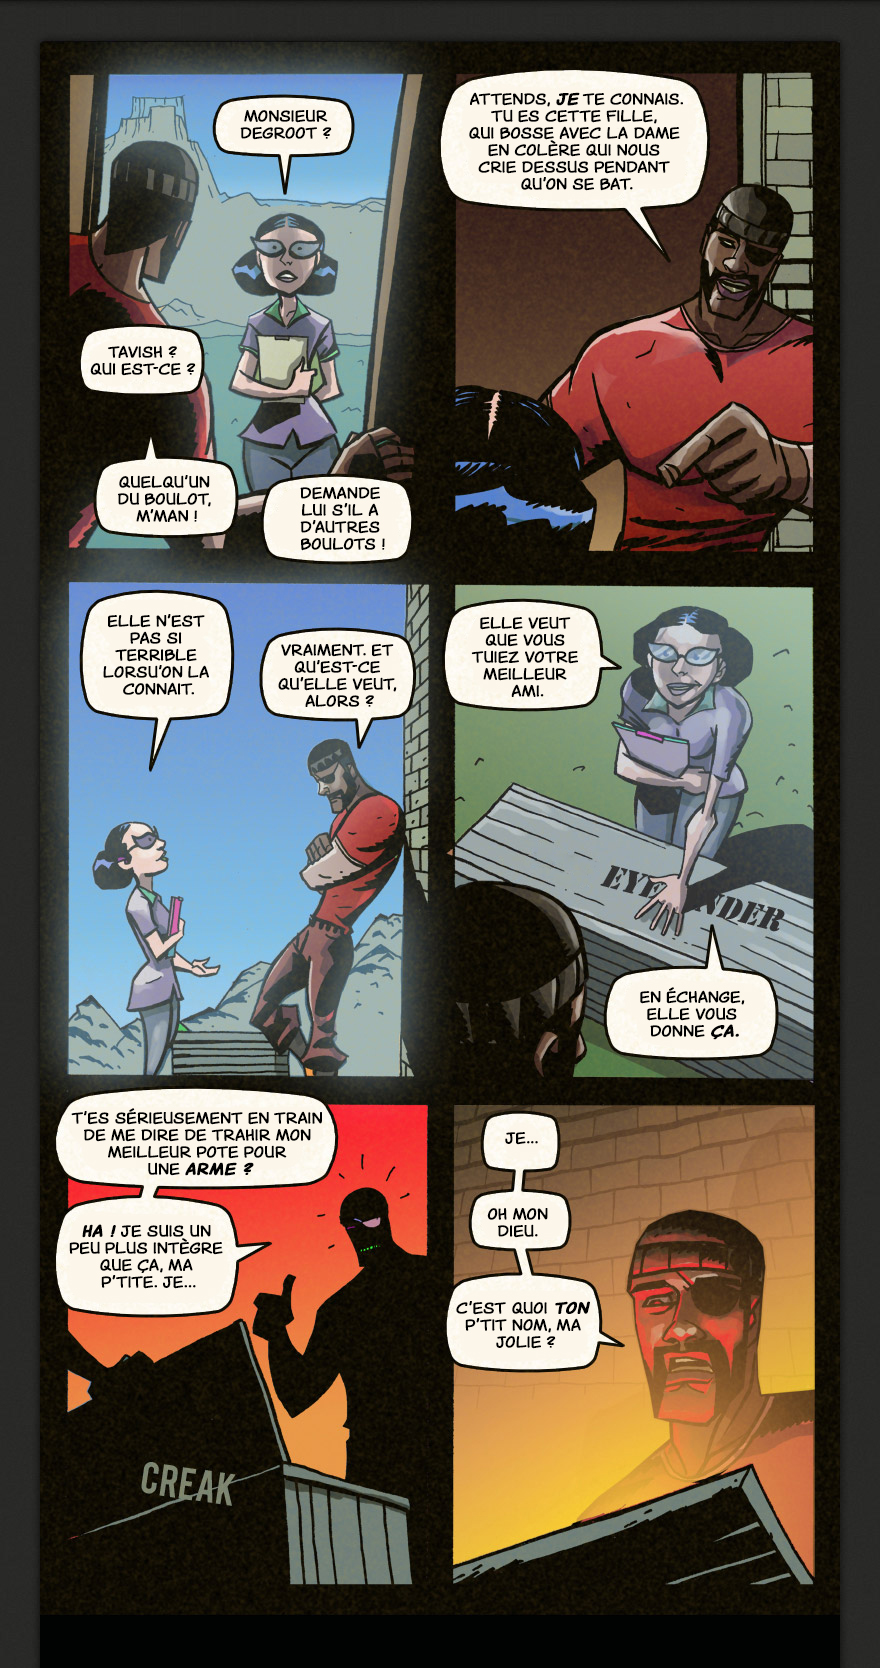 MONSIEUR
DEGROOT ?
TAVISH ?
QUI EST-CE ?
QUELQU'UN
DU BOULOT,
M'MAN !
DEMANDE
LUI S'IL A
D'AUTRES
BOULOTS !
ATTENDS, JE TE CONNAIS.
TU ES CETTE FILLE,
QUI BOSSE AVEC LA DAME
EN COLÈRE QUI NOUS
CRIE DESSUS PENDANT
QU'ON SE BAT.
ELLE N'EST
PAS SI
TERRIBLE
LORSU'ON LA
CONNAIT.
VRAIMENT. ET
QU'EST-CE
QU'ELLE VEUT,
ALORS ?
ELLE VEUT
QUE VOUS
TUIEZ VOTRE
MEILLEUR
AMI.
EYE NDER
EN ÉCHANGE,
ELLE VOUS
DONNE ÇA.
T'ES SÉRIEUSEMENT EN TRAIN
DE ME DIRE DE TRAHIR MON
MEILLEUR POTE POUR
UNE ARME ?
HA ! JE SUIS UN
PEU PLUS INTÈGRE
QUE ÇA, MA
P'TITE. JE...
CREAK
JE...
OH MON
DIEU.
C'EST QUOI TON
P'TIT NOM, MA
JOLIE ?